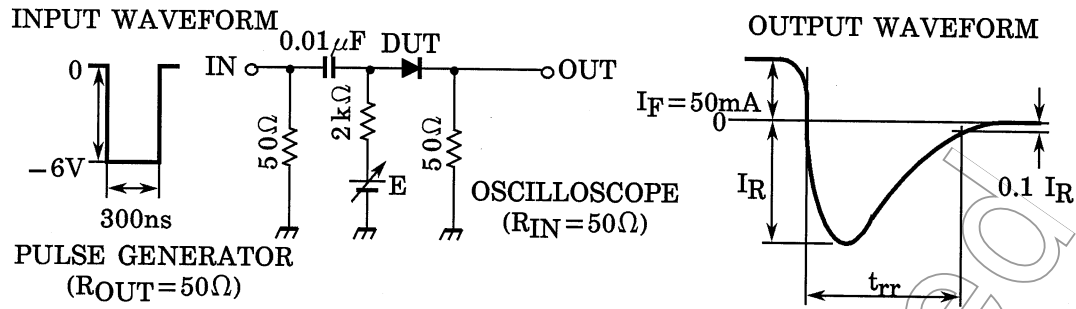 INPUT WAVEFORM
0
−6V
300ns
PULSE GENERATOR
(ROUT=50Ω)
IN
0.01μF
DUT
OUT
50Ω
2kΩ
50Ω
E
OSCILLOSCOPE
(RIN=50Ω)
OUTPUT WAVEFORM
IF=50mA
0
IR
0.1 IR
trr